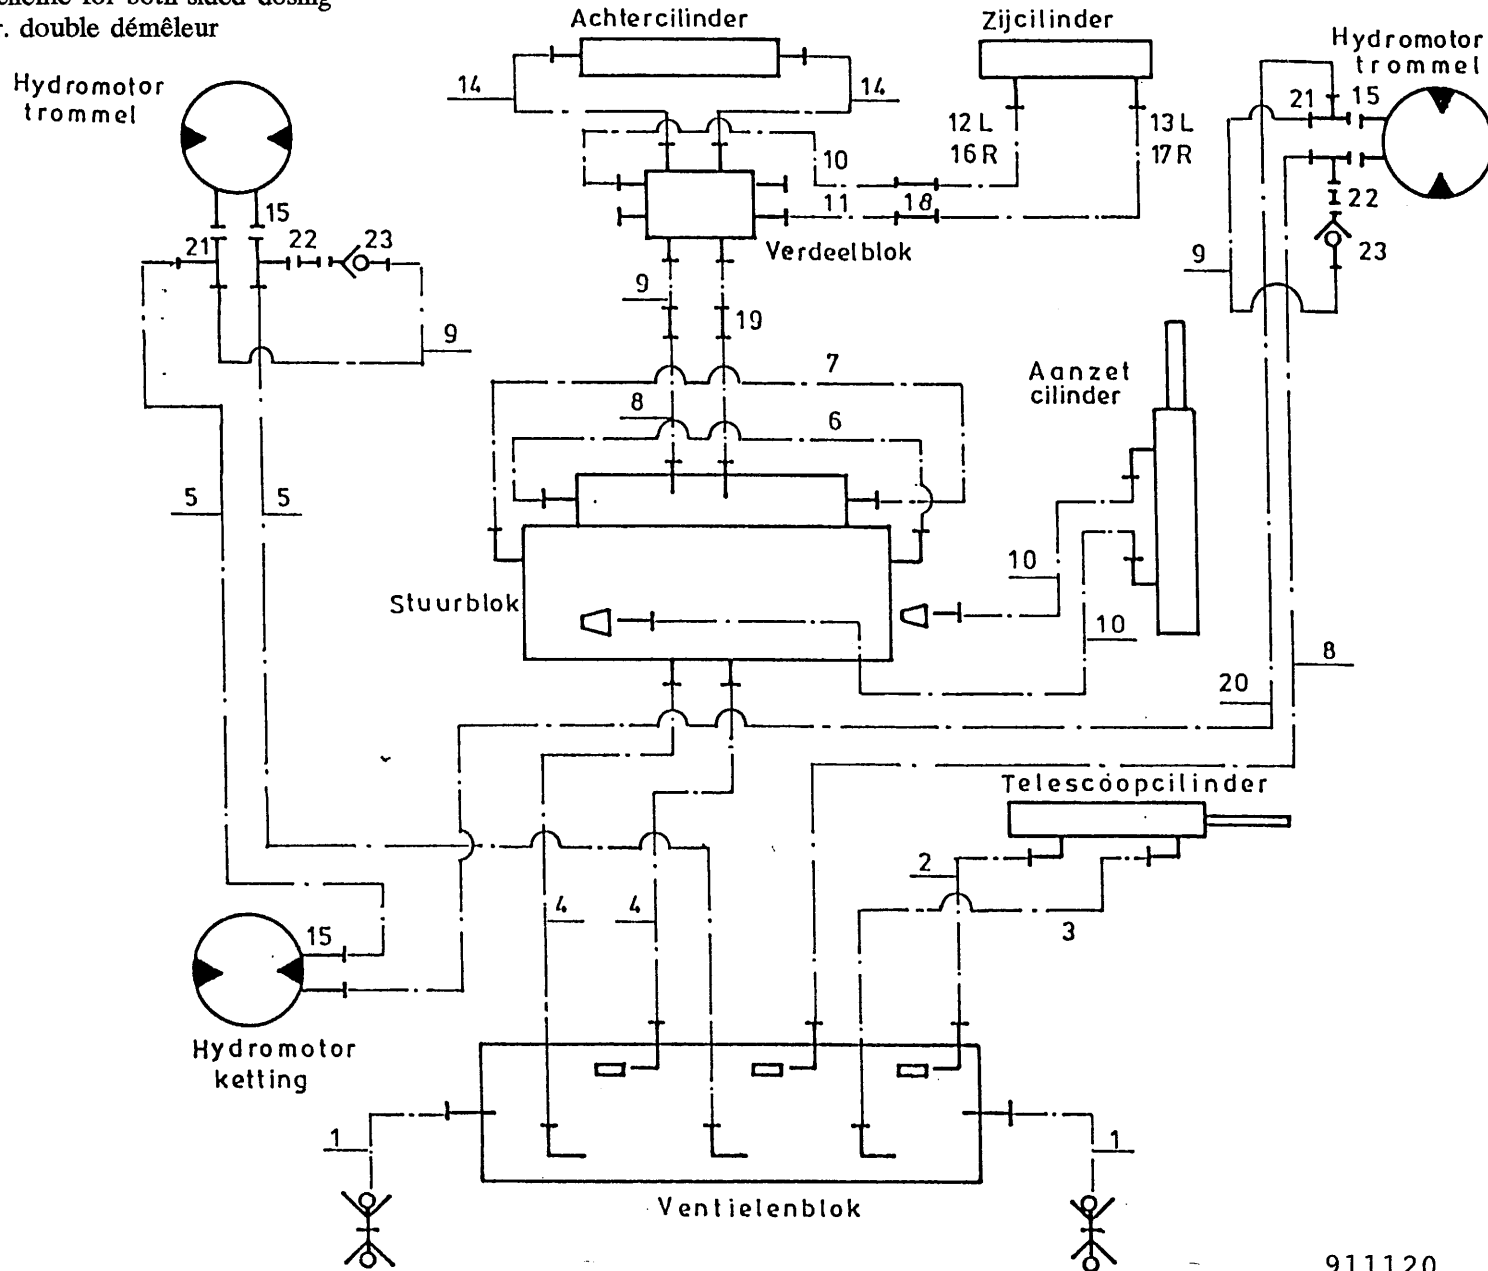 for both sided dosing
r. double démêleur
Achtercilinder
Zijcilinder
Hydromotor
trommel
Hydromotor
trommel
14
14
21
15
12 L
13 L
16 R
17 R
10
11
18
22
15
21
22
23
Verdeelblok
23
9
9
19
9
7
Aanzet
cilinder
8
6
5
5
10
Stuurblok
10
8
20
Telescoopcilinder
2
4
4
3
15
Hydromotor
ketting
1
1
Ventielenblok
911120